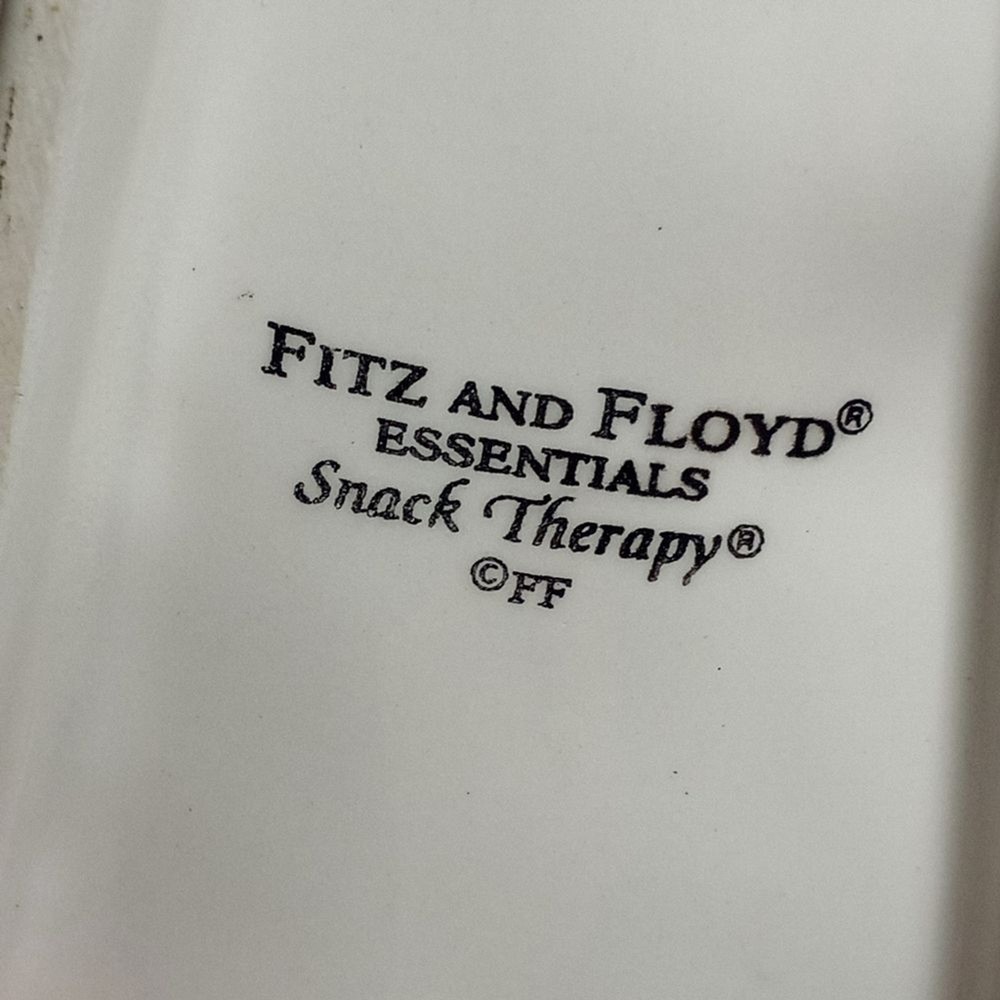 FITZ AND FLOYD®
ESSENTIALS
Snack Therapy®
©FF